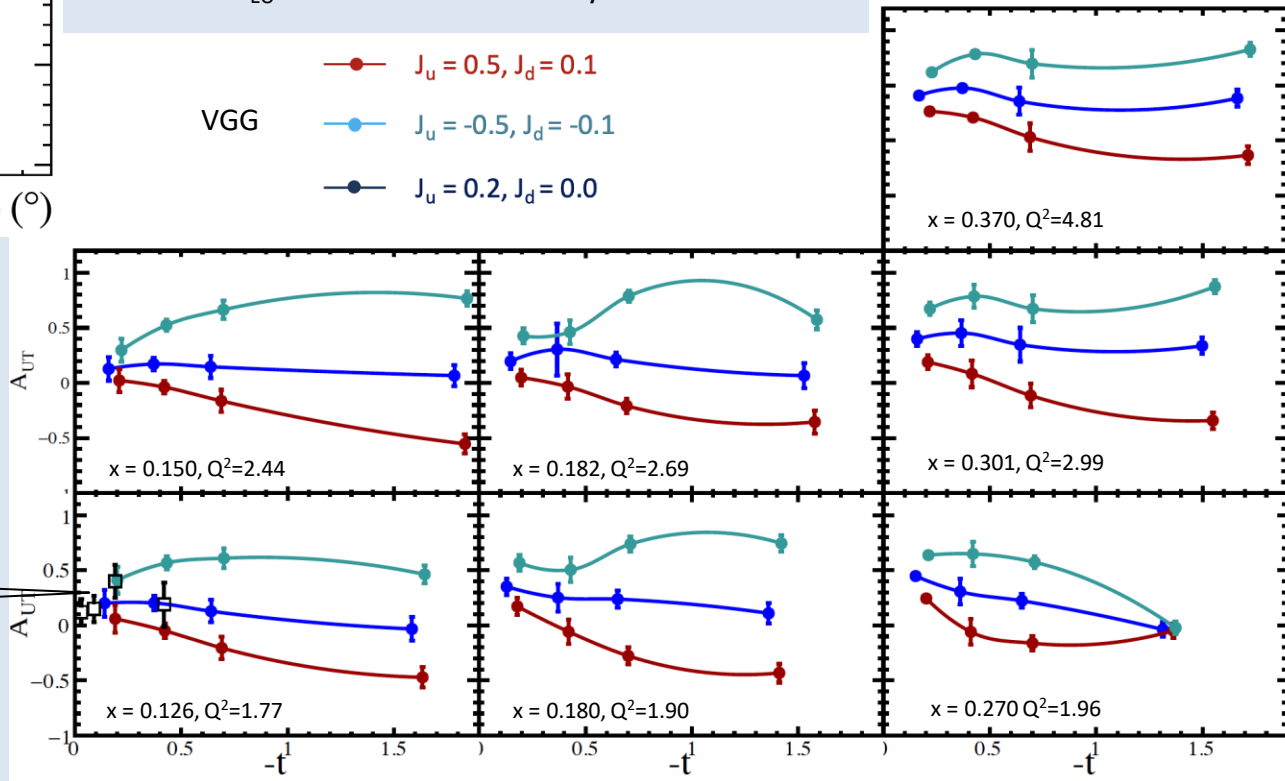 (°)
VGG
J_u = 0.5, J_d = 0.1
J_u = -0.5, J_d = -0.1
J_u = 0.2, J_d = 0.0
x = 0.370, Q²=4.81
A_UT
1
0.5
0
−0.5
x = 0.150, Q²=2.44
x = 0.182, Q²=2.69
x = 0.301, Q²=2.99
A_UT
1
0.5
0
−0.5
−1
x = 0.126, Q²=1.77
x = 0.180, Q²=1.90
x = 0.270 Q²=1.96
0 0.5 1 1.5
0.5 1 1.5
0.5 1 1.5
-t
-t
-t